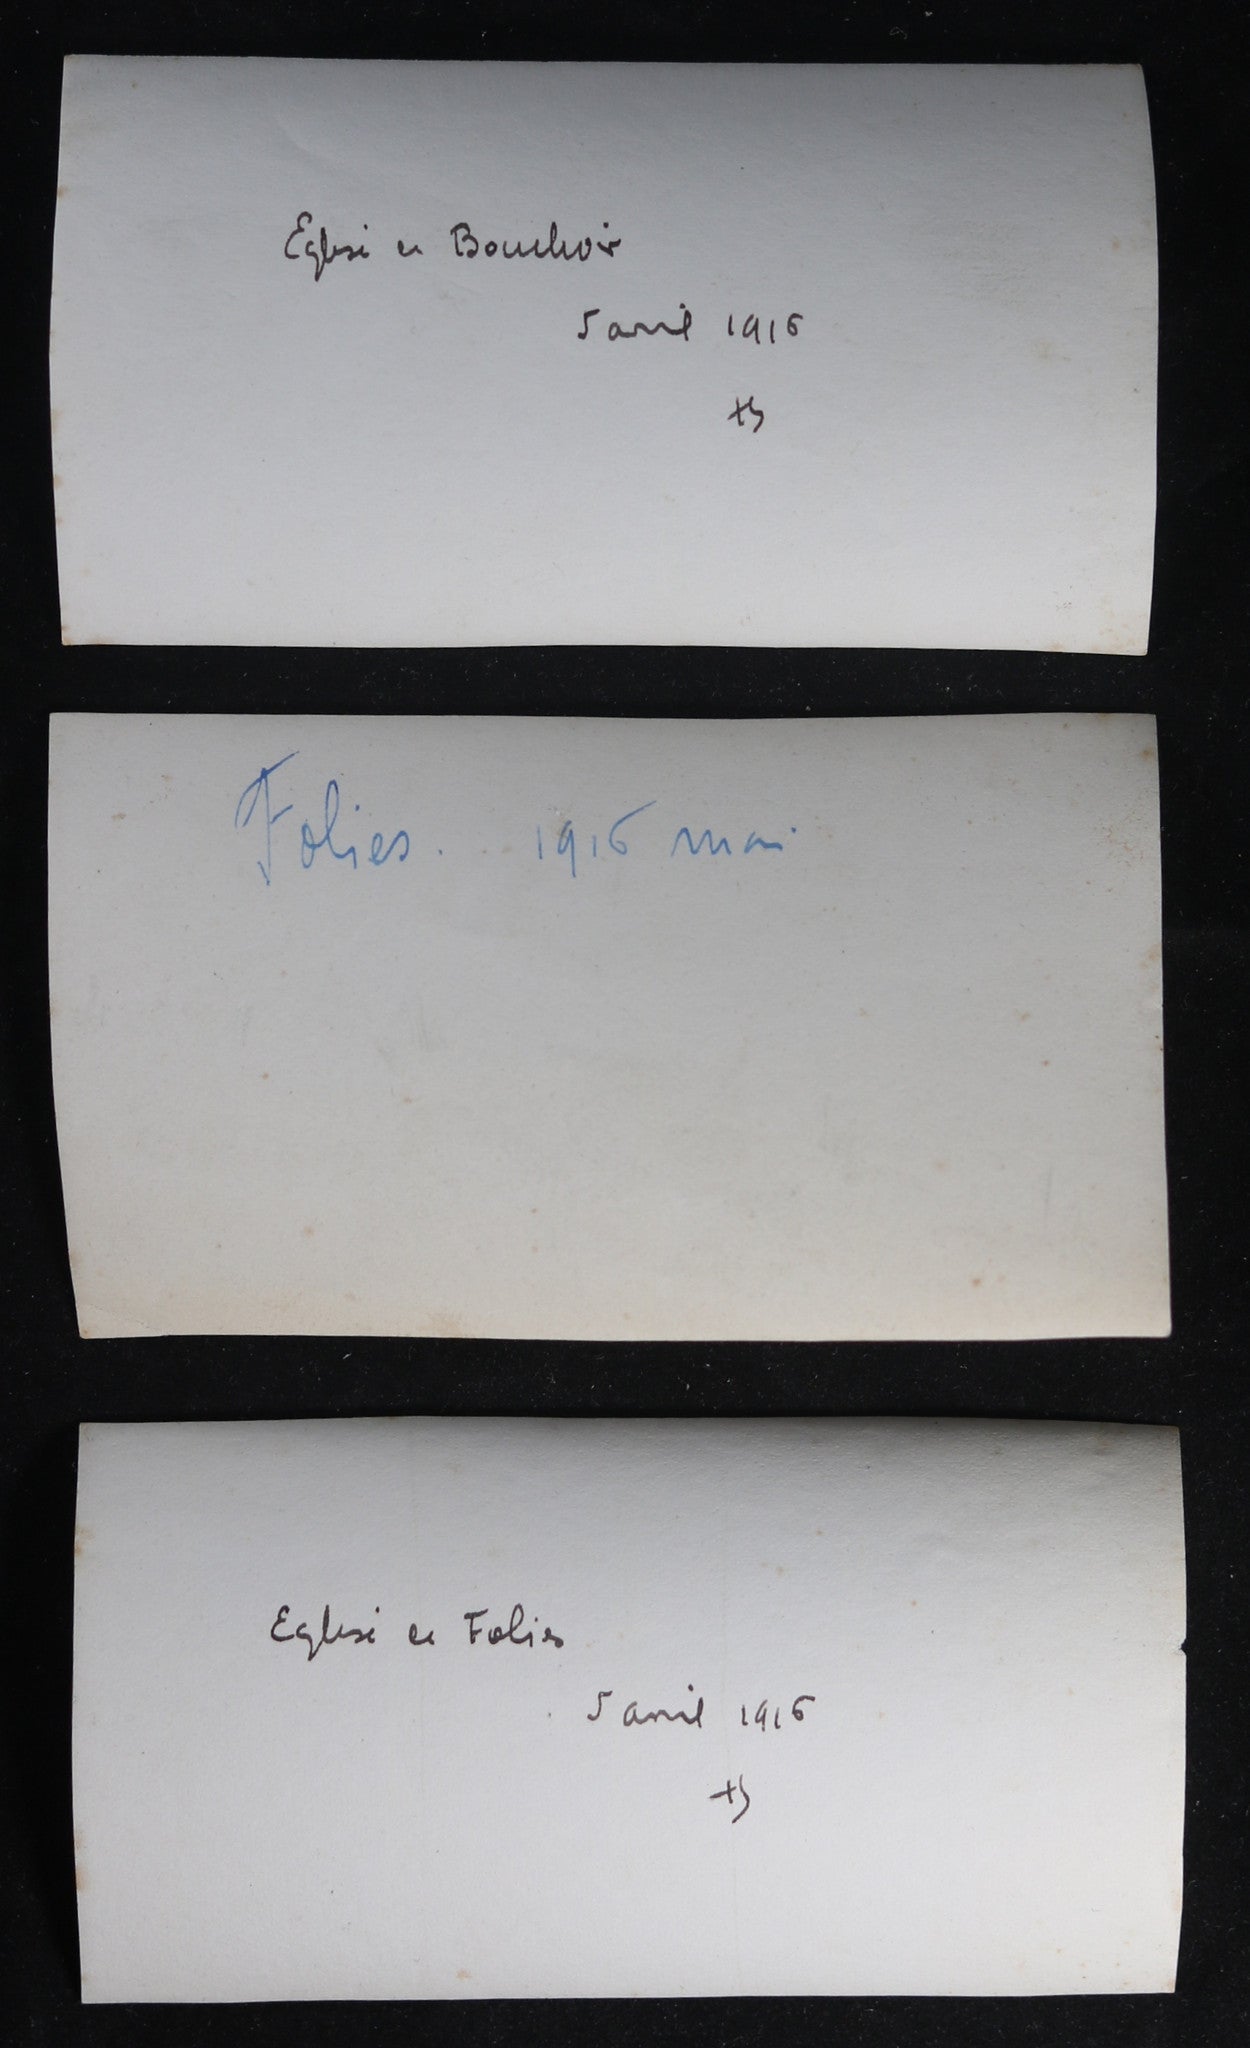 Eglise de Bouchoir
5 avril 1916
Folies. 1916 mai
Eglise de Folies
5 avril 1916